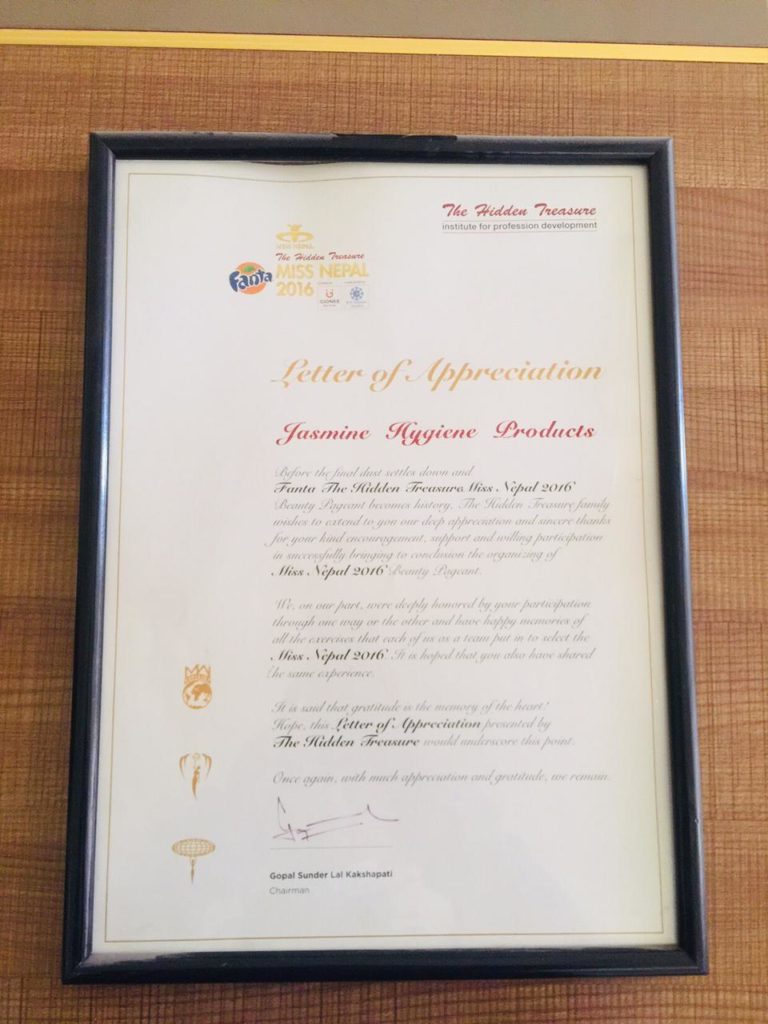 The Hidden Treasure
institute for profession development
MISS NEPAL
The Hidden Treasure
Fanta
MISS NEPAL
2016
Letter of Appreciation
Jasmine Hygiene Products
Before the final dust settles down and
Fanta The Hidden Treasure Miss Nepal 2016
Beauty Pageant becomes history, The Hidden Treasure family
wishes to extend to you our deep appreciation and sincere thanks
for your kind encouragement, support and willing participation
in successfully bringing to conclusion the organizing of
Miss Nepal 2016 Beauty Pageant.
We, on our part, were deeply honored by your participation
through one way or the other and have happy memories of
all the exercises that each of us as a team put in to select the
Miss Nepal 2016. It is hoped that you also have shared
the same experience.
It is said that gratitude is the memory of the heart!
Hope, this Letter of Appreciation presented by
The Hidden Treasure would underscore this point.
Once again, with much appreciation and gratitude, we remain.
Gopal Sunder Lal Kakshapati
Chairman